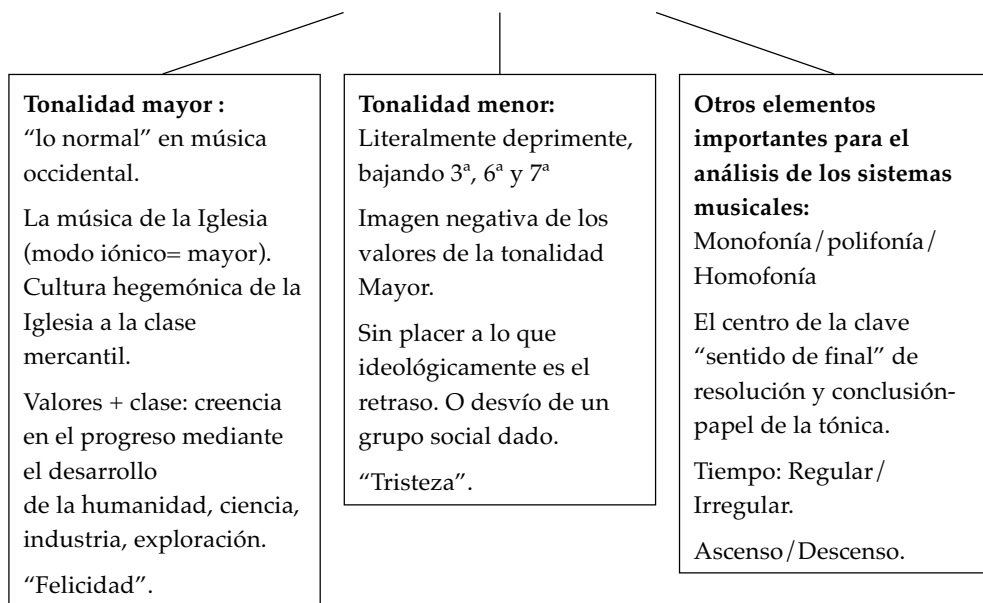 Tonalidad mayor :
“lo normal” en música
occidental.
La música de la Iglesia
(modo iónico= mayor).
Cultura hegemónica de la
Iglesia a la clase
mercantil.
Valores + clase: creencia
en el progreso mediante
el desarrollo
de la humanidad, ciencia,
industria, exploración.
“Felicidad”.
Tonalidad menor:
Literalmente deprimente,
bajando 3ª, 6ª y 7ª
Imagen negativa de los
valores de la tonalidad
Mayor.
Sin placer a lo que
ideológicamente es el
retraso. O desvío de un
grupo social dado.
“Tristeza”.
Otros elementos
importantes para el
análisis de los sistemas
musicales:
Monofonía/polifonía/
Homofonía
El centro de la clave
“sentido de final” de
resolución y conclusión-
papel de la tónica.
Tiempo: Regular/
Irregular.
Ascenso/Descenso.